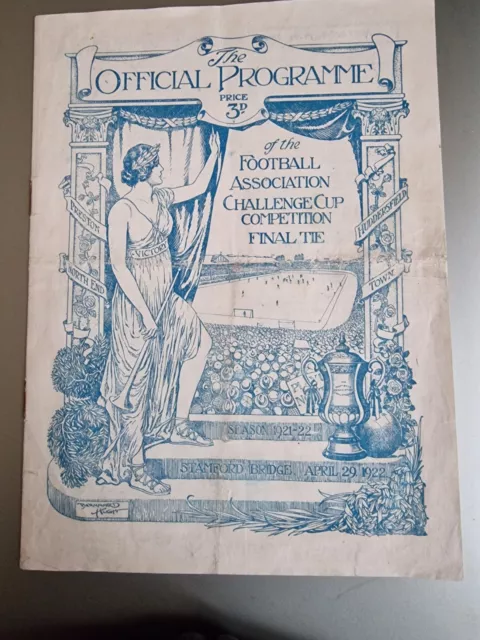 The
OFFICIAL PROGRAMME
PRICE
3D
of the
FOOTBALL
ASSOCIATION
CHALLENGE CUP
COMPETITION
FINAL TIE
PRESTON
NORTH END
HUDDERSFIELD
TOWN
VICTORY
SEASON 1921-22
STAMFORD BRIDGE APRIL 29 1922